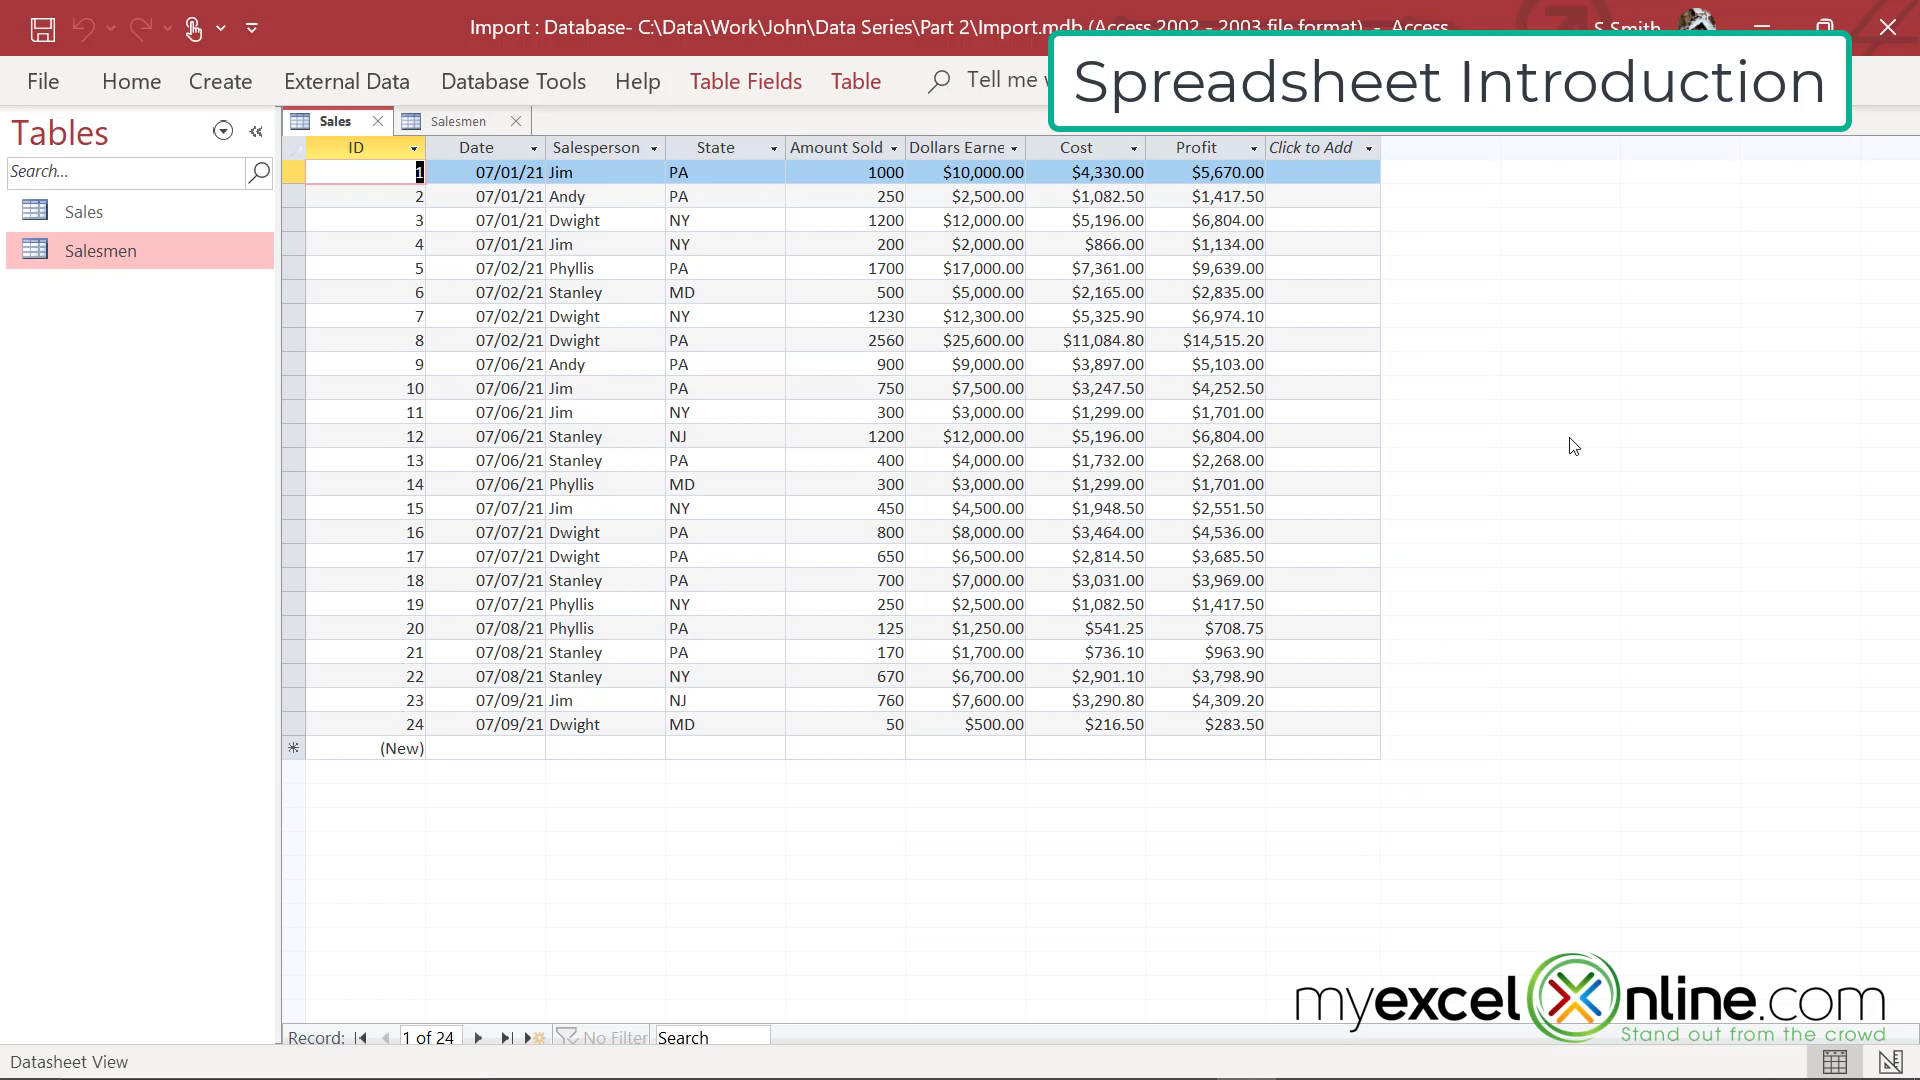 Import : Database- C:\Data\Work\John\Data Series\Part 2\Import.mdb (Access 2002 - 2003 file format) - Access
S Smith
File Home Create External Data Database Tools Help Table Fields Table Tell me
Spreadsheet Introduction
Tables
Search...
Sales
Salesmen
Sales Salesmen
ID Date Salesperson State Amount Sold Dollars Earne Cost Profit Click to Add
1 07/01/21 Jim PA 1000 $10,000.00 $4,330.00 $5,670.00
2 07/01/21 Andy PA 250 $2,500.00 $1,082.50 $1,417.50
3 07/01/21 Dwight NY 1200 $12,000.00 $5,196.00 $6,804.00
4 07/01/21 Jim NY 200 $2,000.00 $866.00 $1,134.00
5 07/02/21 Phyllis PA 1700 $17,000.00 $7,361.00 $9,639.00
6 07/02/21 Stanley MD 500 $5,000.00 $2,165.00 $2,835.00
7 07/02/21 Dwight NY 1230 $12,300.00 $5,325.90 $6,974.10
8 07/02/21 Dwight PA 2560 $25,600.00 $11,084.80 $14,515.20
9 07/06/21 Andy PA 900 $9,000.00 $3,897.00 $5,103.00
10 07/06/21 Jim PA 750 $7,500.00 $3,247.50 $4,252.50
11 07/06/21 Jim NY 300 $3,000.00 $1,299.00 $1,701.00
12 07/06/21 Stanley NJ 1200 $12,000.00 $5,196.00 $6,804.00
13 07/06/21 Stanley PA 400 $4,000.00 $1,732.00 $2,268.00
14 07/06/21 Phyllis MD 300 $3,000.00 $1,299.00 $1,701.00
15 07/07/21 Jim NY 450 $4,500.00 $1,948.50 $2,551.50
16 07/07/21 Dwight PA 800 $8,000.00 $3,464.00 $4,536.00
17 07/07/21 Dwight PA 650 $6,500.00 $2,814.50 $3,685.50
18 07/07/21 Stanley PA 700 $7,000.00 $3,031.00 $3,969.00
19 07/07/21 Phyllis NY 250 $2,500.00 $1,082.50 $1,417.50
20 07/08/21 Phyllis PA 125 $1,250.00 $541.25 $708.75
21 07/08/21 Stanley PA 170 $1,700.00 $736.10 $963.90
22 07/08/21 Stanley NY 670 $6,700.00 $2,901.10 $3,798.90
23 07/09/21 Jim NJ 760 $7,600.00 $3,290.80 $4,309.20
24 07/09/21 Dwight MD 50 $500.00 $216.50 $283.50
(New)
myexcelonline.com
Stand out from the crowd
Record: 1 of 24 No Filter Search
Datasheet View